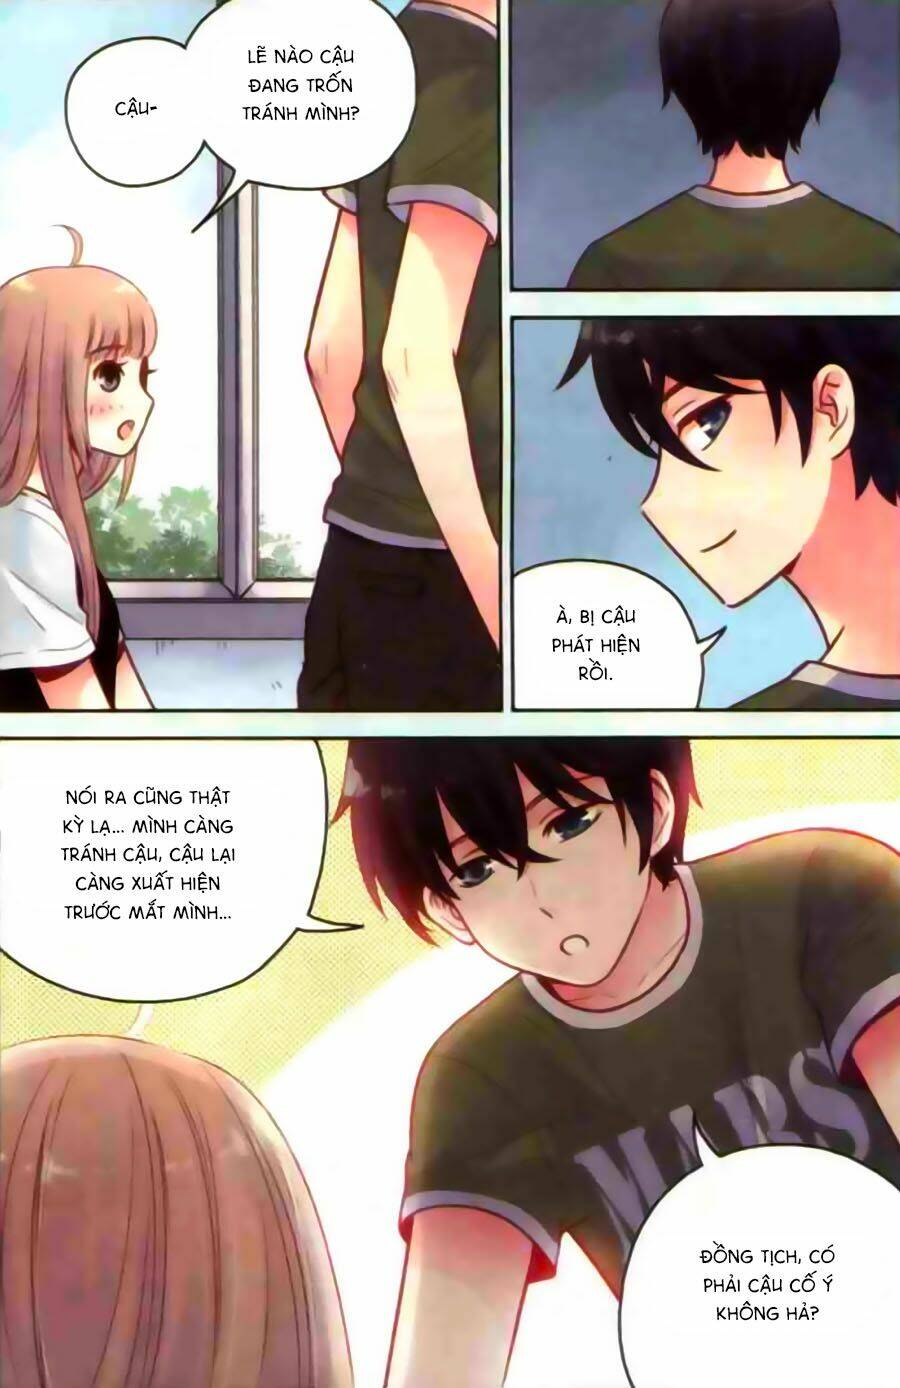 CẬU-
LẼ NÀO CẬU
ĐANG TRỐN
TRÁNH MÌNH?
À, BỊ CẬU
PHÁT HIỆN
RỒI.
NÓI RA CŨNG THẬT
KỲ LẠ... MÌNH CÀNG
TRÁNH CẬU, CẬU LẠI
CÀNG XUẤT HIỆN
TRƯỚC MẮT MÌNH...
ĐỒNG TỊCH, CÓ
PHẢI CẬU CỐ Ý
KHÔNG HẢ?